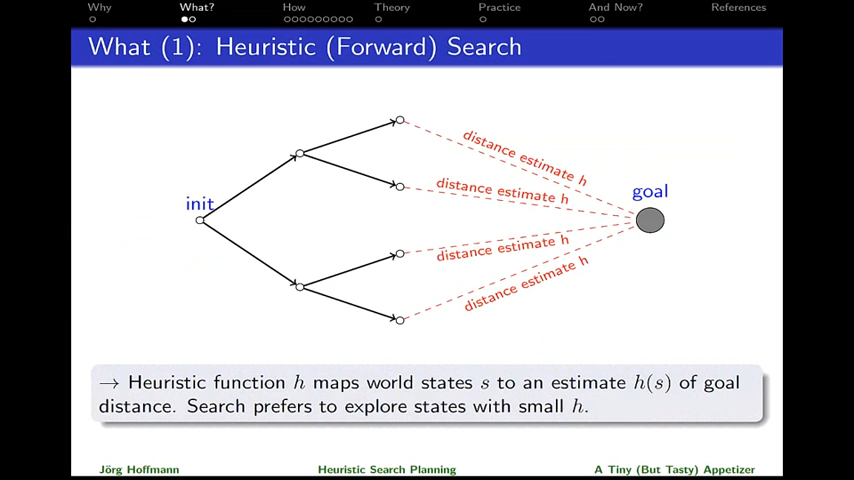 Why What? How Theory Practice And Now? References
What (1): Heuristic (Forward) Search
distance estimate h
distance estimate h
goal
init
distance estimate h
distance estimate h
→ Heuristic function h maps world states s to an estimate h(s) of goal
distance. Search prefers to explore states with small h.
Jörg Hoffmann Heuristic Search Planning A Tiny (But Tasty) Appetizer